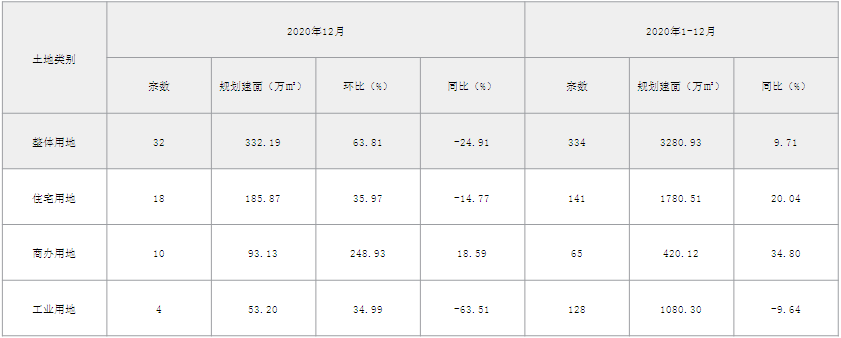 土地类别 2020年12月 2020年1-12月
宗数 规划建面（万㎡） 环比（%） 同比（%） 宗数 规划建面（万㎡） 同比（%）
整体用地 32 332.19 63.81 -24.91 334 3280.93 9.71
住宅用地 18 185.87 35.97 -14.77 141 1780.51 20.04
商办用地 10 93.13 248.93 18.59 65 420.12 34.80
工业用地 4 53.20 34.99 -63.51 128 1080.30 -9.64